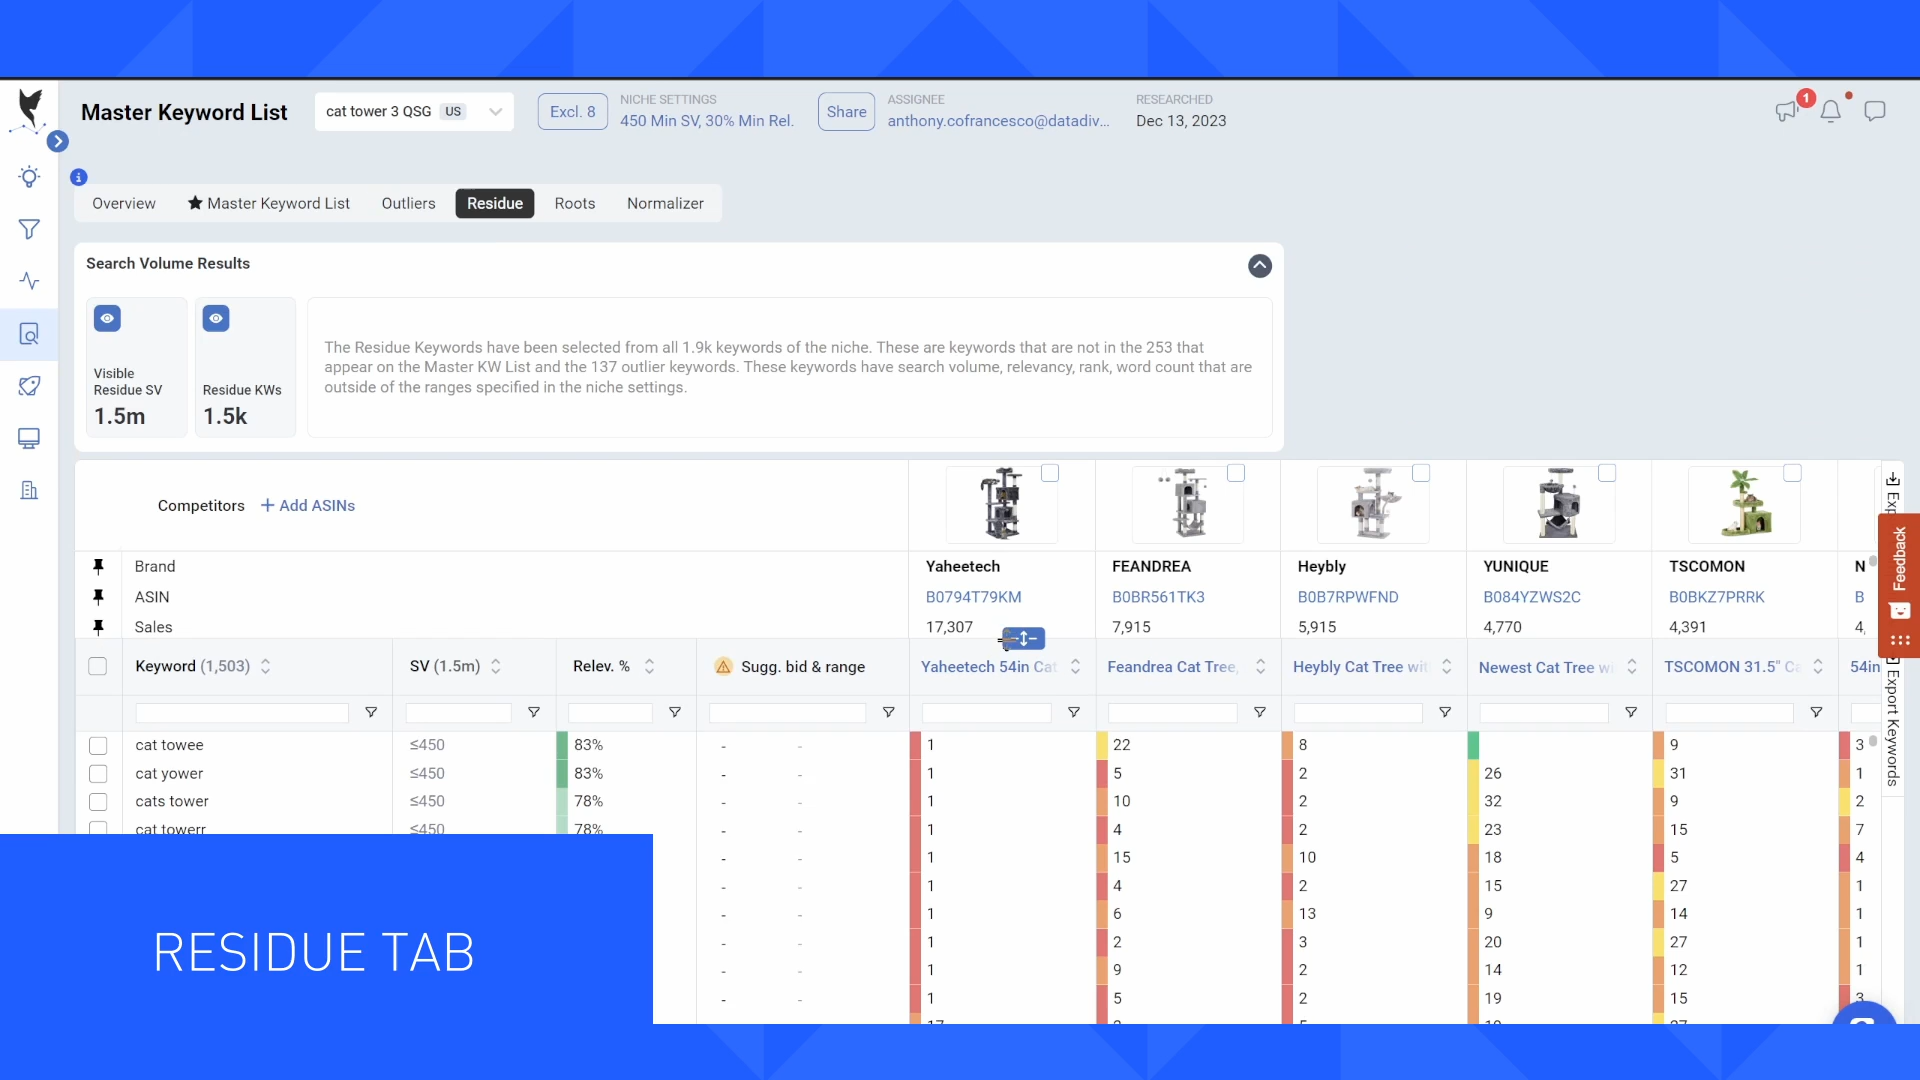 Master Keyword List
cat tower 3 QSG US
Excl. 8
NICHE SETTINGS
450 Min SV, 30% Min Rel.
Share
ASSIGNEE
anthony.cofrancesco@datadiv...
RESEARCHED
Dec 13, 2023
1
i
Overview
Master Keyword List
Outliers
Residue
Roots
Normalizer
Search Volume Results
Visible
Residue SV
1.5m
Residue KWs
1.5k
The Residue Keywords have been selected from all 1.9k keywords of the niche. These are keywords that are not in the 253 that
appear on the Master KW List and the 137 outlier keywords. These keywords have search volume, relevancy, rank, word count that are
outside of the ranges specified in the niche settings.
Competitors + Add ASINs
Exp
Feedback
Export Keywords
Brand Yaheetech FEANDREA Heybly YUNIQUE TSCOMON N
ASIN B0794T79KM B0BR561TK3 B0B7RPWFND B084YZWS2C B0BKZ7PRRK B
Sales 17,307 7,915 5,915 4,770 4,391 4,
Keyword (1,503) SV (1.5m) Relev. % Sugg. bid & range Yaheetech 54in Cat Feandrea Cat Tree, Heybly Cat Tree wit Newest Cat Tree wi TSCOMON 31.5" Ca 54in
cat towee ≤450 83% - - 1 22 8 9 3
cat yower ≤450 83% - - 1 5 2 26 31 1
cats tower ≤450 78% - - 1 10 2 32 9 2
cat towerr ≤450 78% - - 1 4 2 23 15 7
- - 1 15 10 18 5 4
- - 1 4 2 15 27 1
- - 1 6 13 9 14 1
- - 1 2 3 20 27 1
- - 1 9 2 14 12 1
- - 1 5 2 19 15 3
RESIDUE TAB